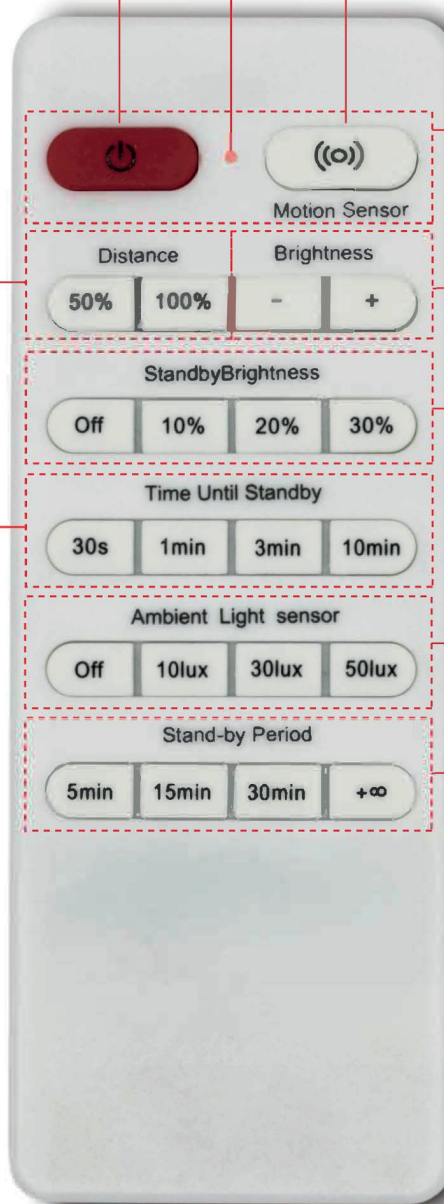 Motion Sensor
Distance Brightness
50% 100% - +
StandbyBrightness
Off 10% 20% 30%
Time Until Standby
30s 1min 3min 10min
Ambient Light sensor
Off 10lux 30lux 50lux
Stand-by Period
5min 15min 30min +∞